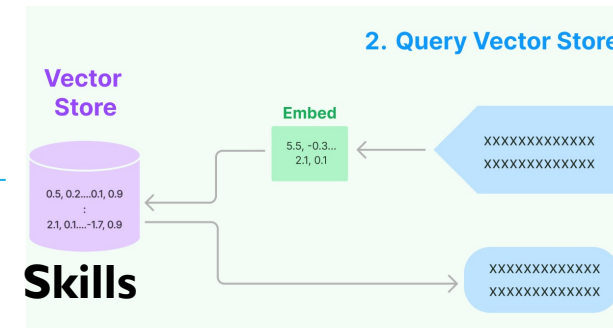 2. Query Vector Store
Vector
Store
Embed
5.5, -0.3...
2.1, 0.1
XXXXXXXXXXXXX
XXXXXXXXXXXXX
0.5, 0.2....0.1, 0.9
:
2.1, 0.1....-1.7, 0.9
Skills
XXXXXXXXXXXXX
XXXXXXXXXXXXX